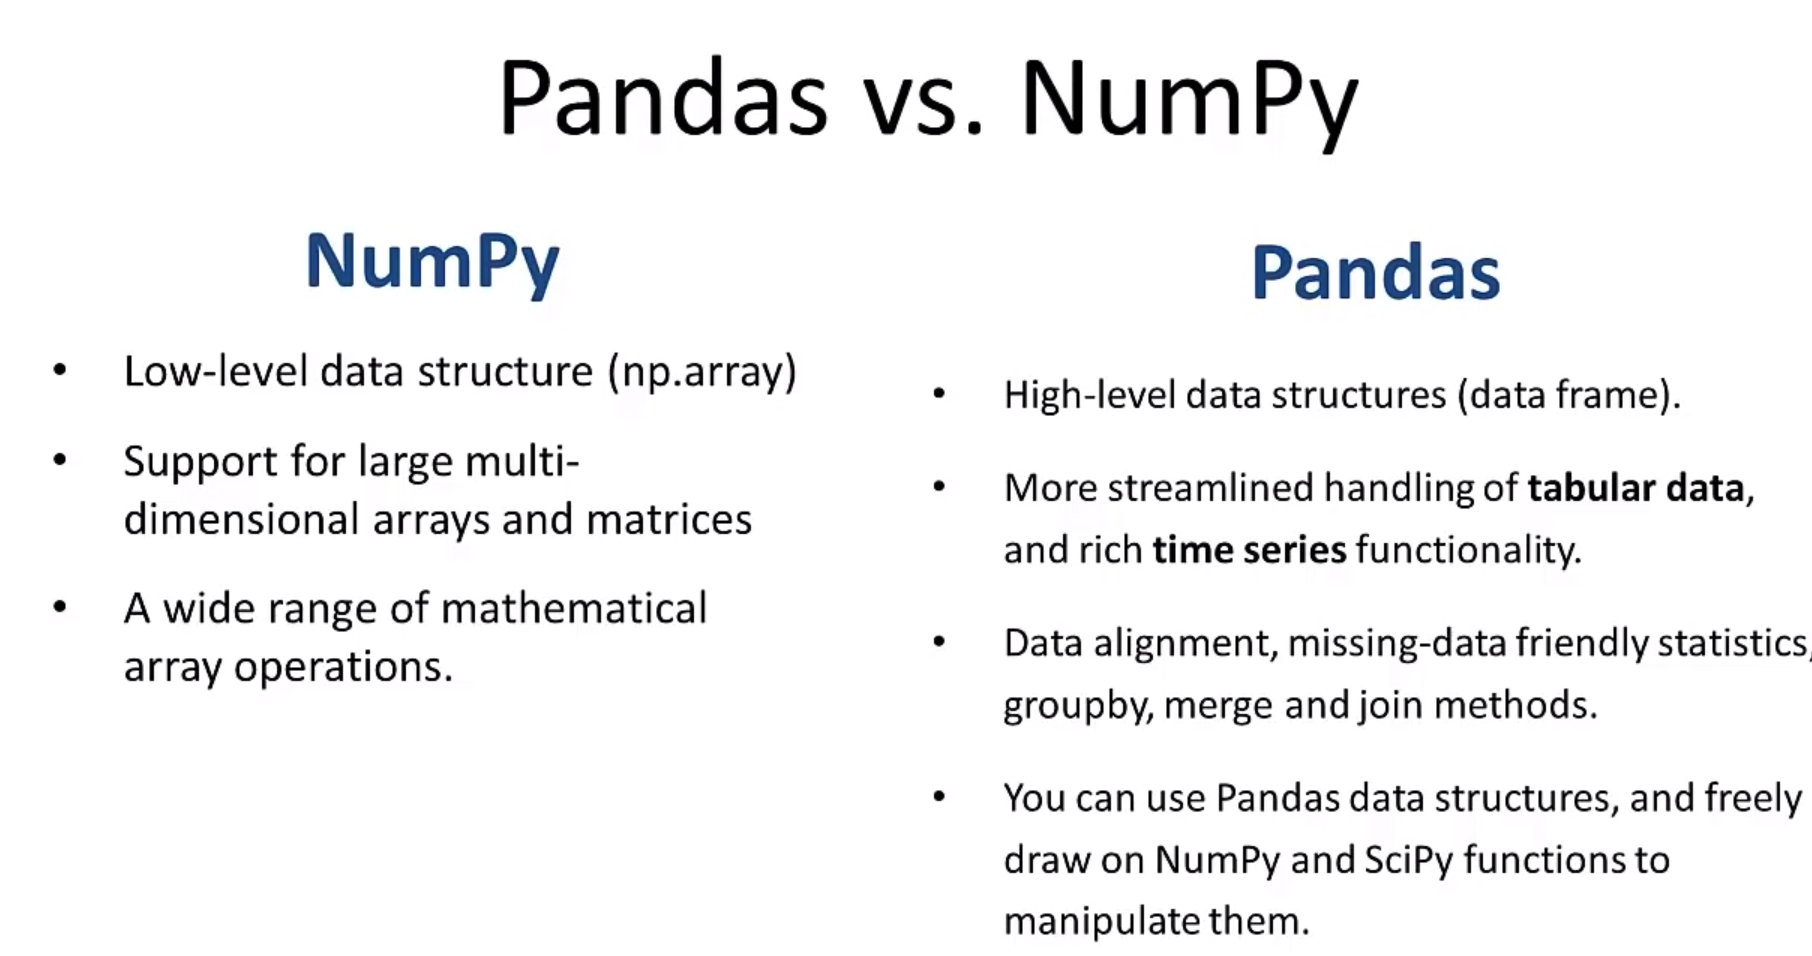 Pandas vs. NumPy
NumPy
• Low-level data structure (np.array)
• Support for large multi-
dimensional arrays and matrices
• A wide range of mathematical
array operations.
Pandas
• High-level data structures (data frame).
• More streamlined handling of tabular data,
and rich time series functionality.
• Data alignment, missing-data friendly statistics,
groupby, merge and join methods.
• You can use Pandas data structures, and freely
draw on NumPy and SciPy functions to
manipulate them.